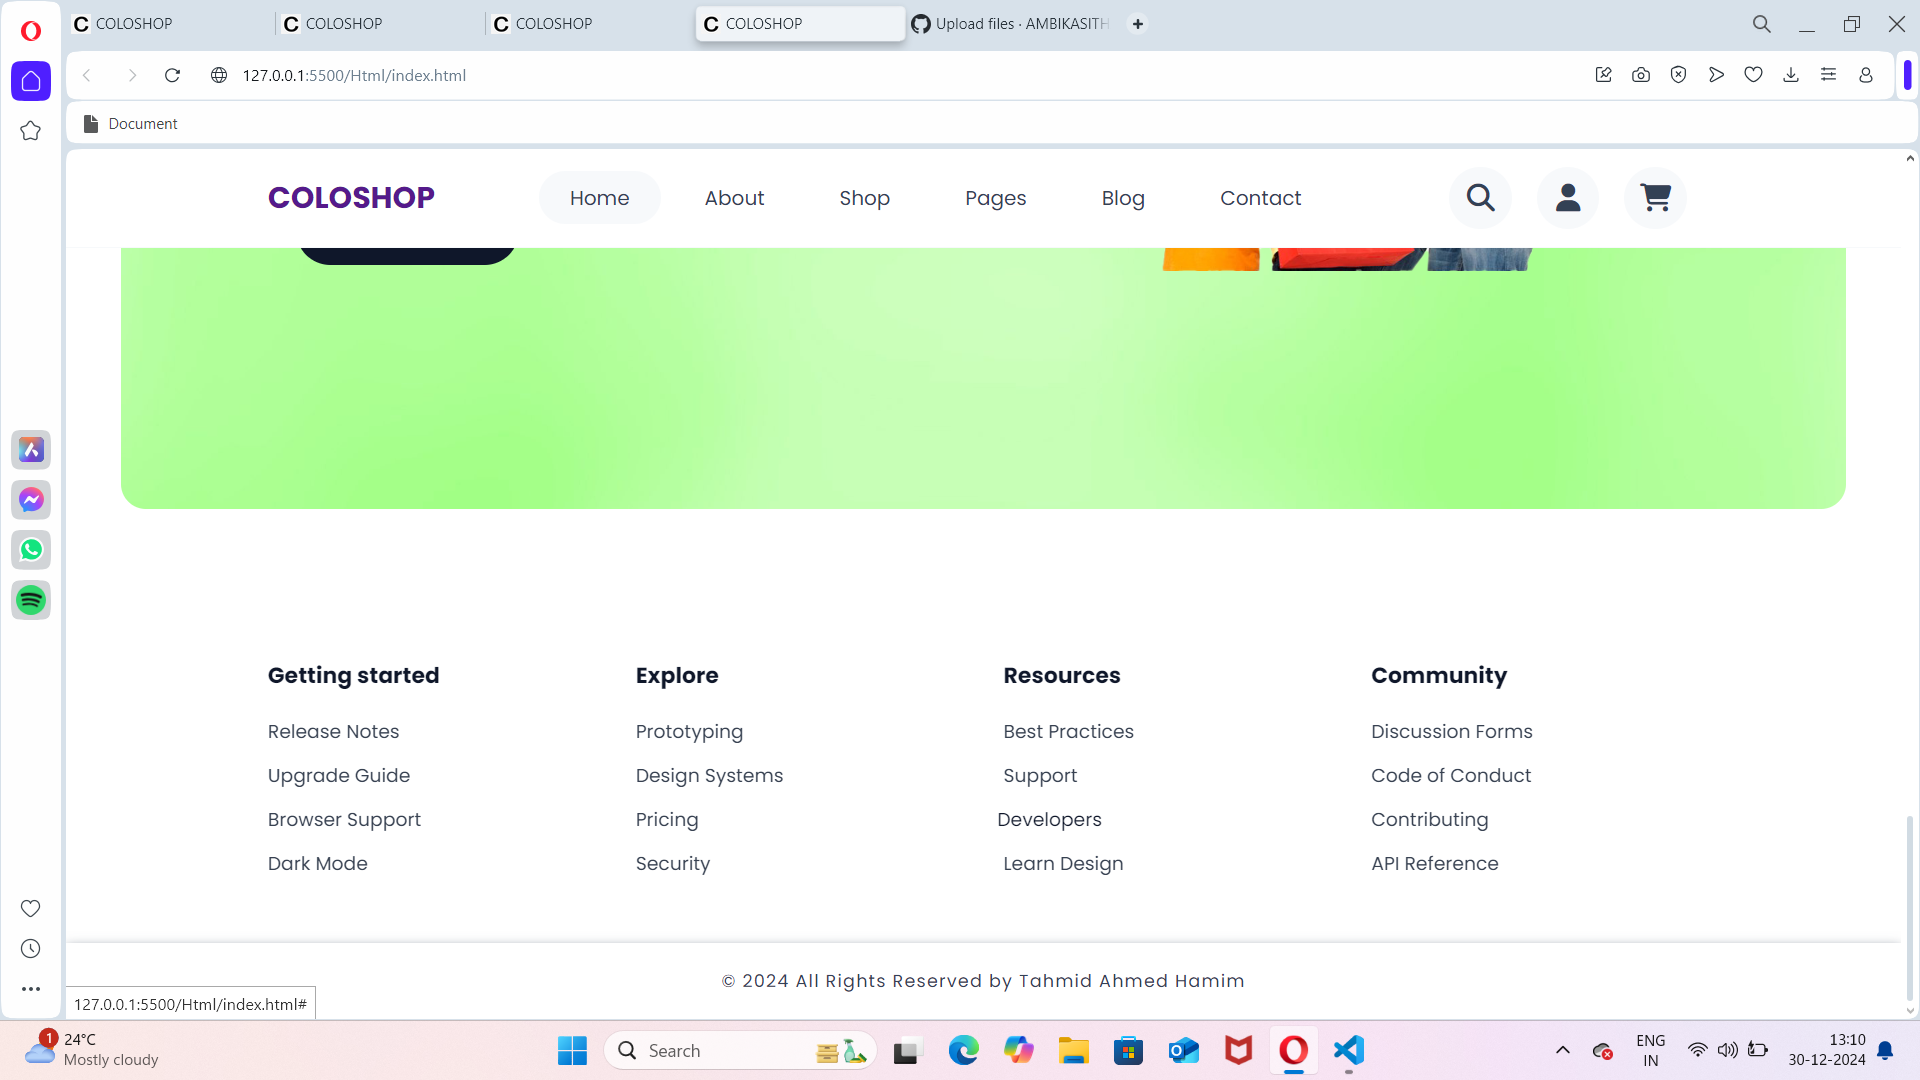 COLOSHOP
COLOSHOP
COLOSHOP
COLOSHOP
Upload files · AMBIKASITH
127.0.0.1:5500/Html/index.html
Document
COLOSHOP
Home
About
Shop
Pages
Blog
Contact
Getting started
Release Notes
Upgrade Guide
Browser Support
Dark Mode
Explore
Prototyping
Design Systems
Pricing
Security
Resources
Best Practices
Support
Developers
Learn Design
Community
Discussion Forms
Code of Conduct
Contributing
API Reference
© 2024 All Rights Reserved by Tahmid Ahmed Hamim
127.0.0.1:5500/Html/index.html#
1
24°C
Mostly cloudy
Search
ENG
IN
13:10
30-12-2024